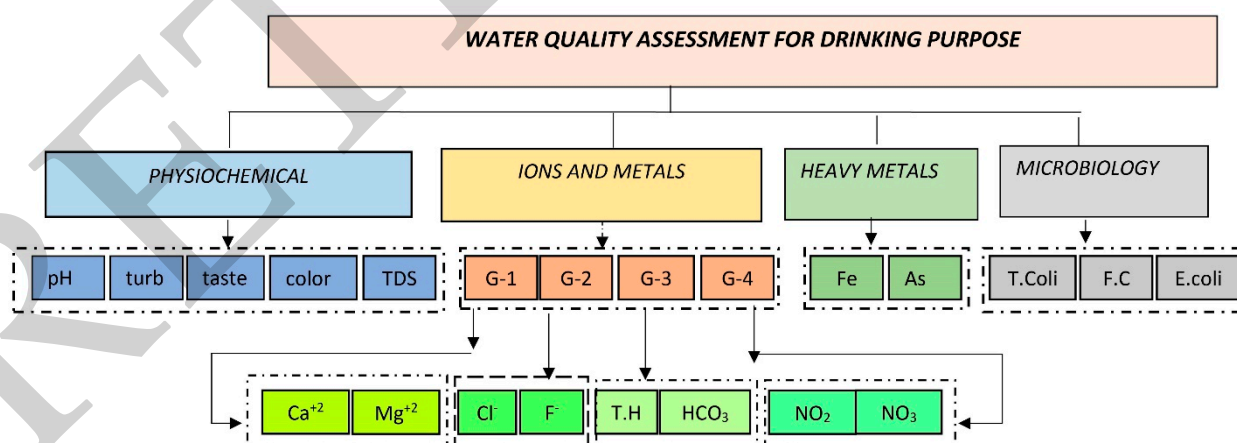 WATER QUALITY ASSESSMENT FOR DRINKING PURPOSE
PHYSIOCHEMICAL
IONS AND METALS
HEAVY METALS
MICROBIOLOGY
pH turb taste color TDS
G-1 G-2 G-3 G-4
Fe As
T.Coli F.C E.coli
Ca⁺² Mg⁺²
Cl⁻ F⁻
T.H HCO₃
NO₂ NO₃